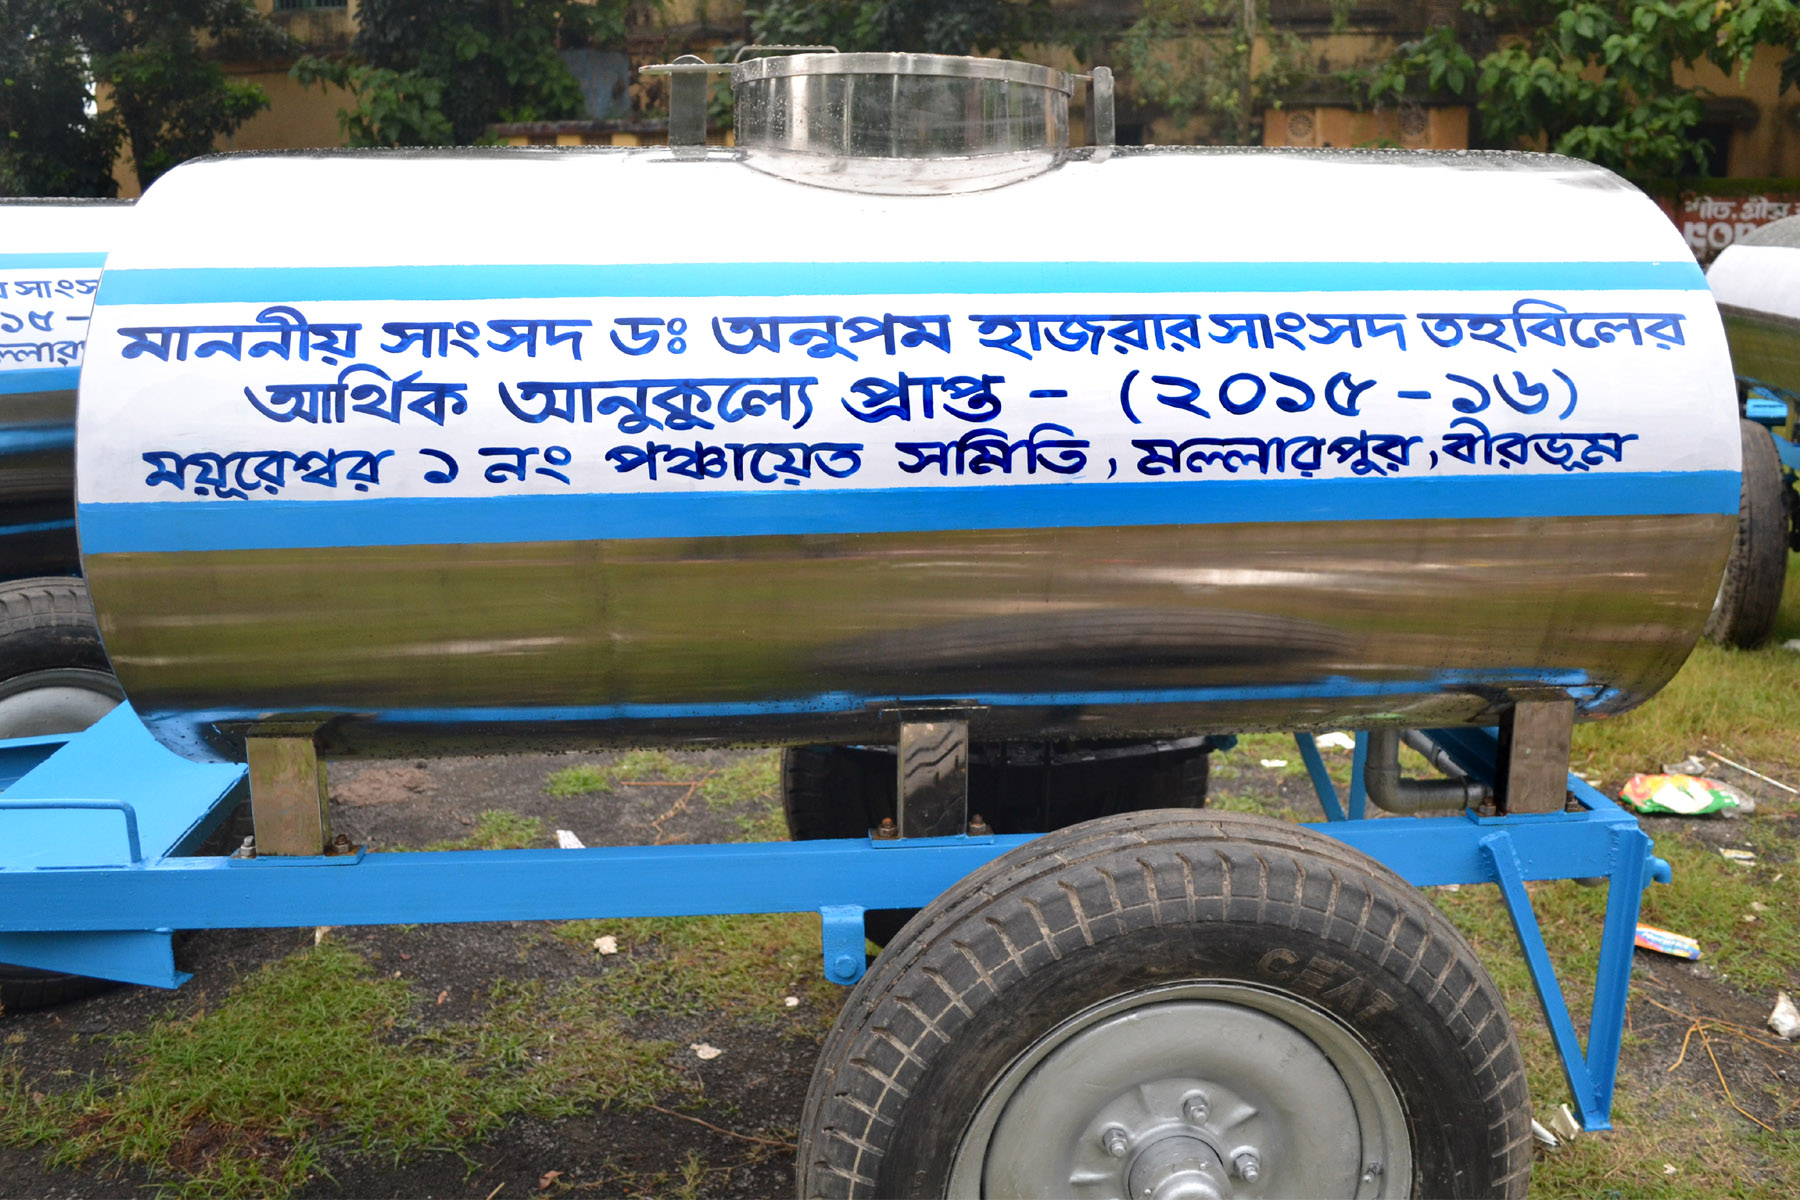 মাননীয় সাংসদ ডঃ অনুপম হাজরার সাংসদ তহবিলের
আর্থিক আনুকুল্যে প্রাপ্ত - (২০১৫ - ১৬)
ময়ূরেশ্বর ১ নং পঞ্চায়েত সমিতি, মল্লারপুর, বীরভূম
CEAT